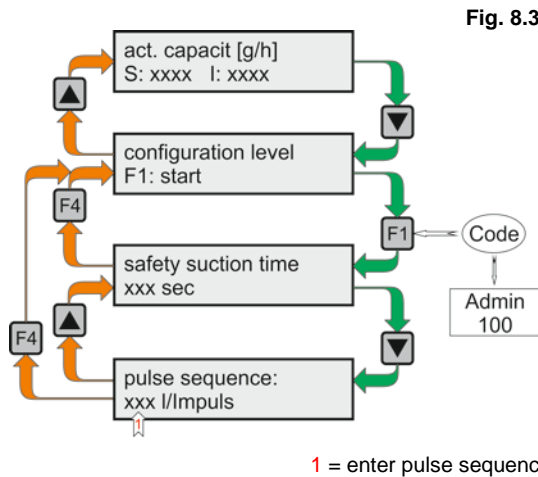 Fig. 8.3
act. capacit [g/h]
S: xxxx I: xxxx
▲
▼
configuration level
F1: start
F4
F1
Code
safety suction time
xxx sec
Admin
100
▲
F4
▼
pulse sequence:
xxx l/Impuls
1
1 = enter pulse sequenc